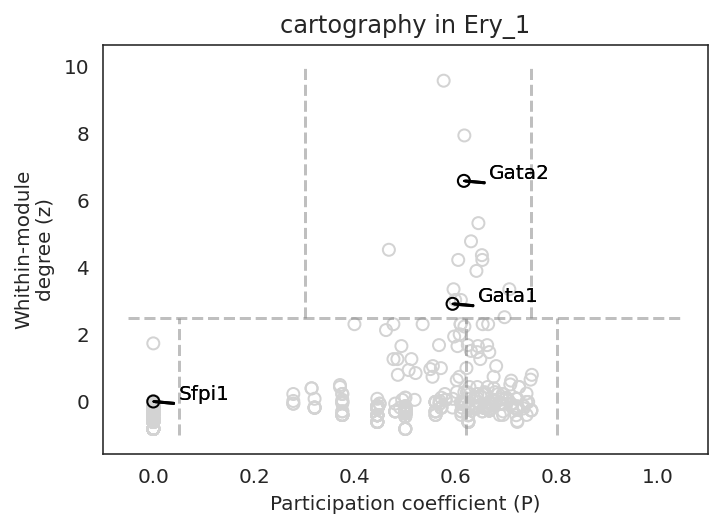 cartography in Ery_1
10
8
6
4
2
0
Whithin-module
degree (z)
Gata2
Gata1
Sfpi1
0.0 0.2 0.4 0.6 0.8 1.0
Participation coefficient (P)